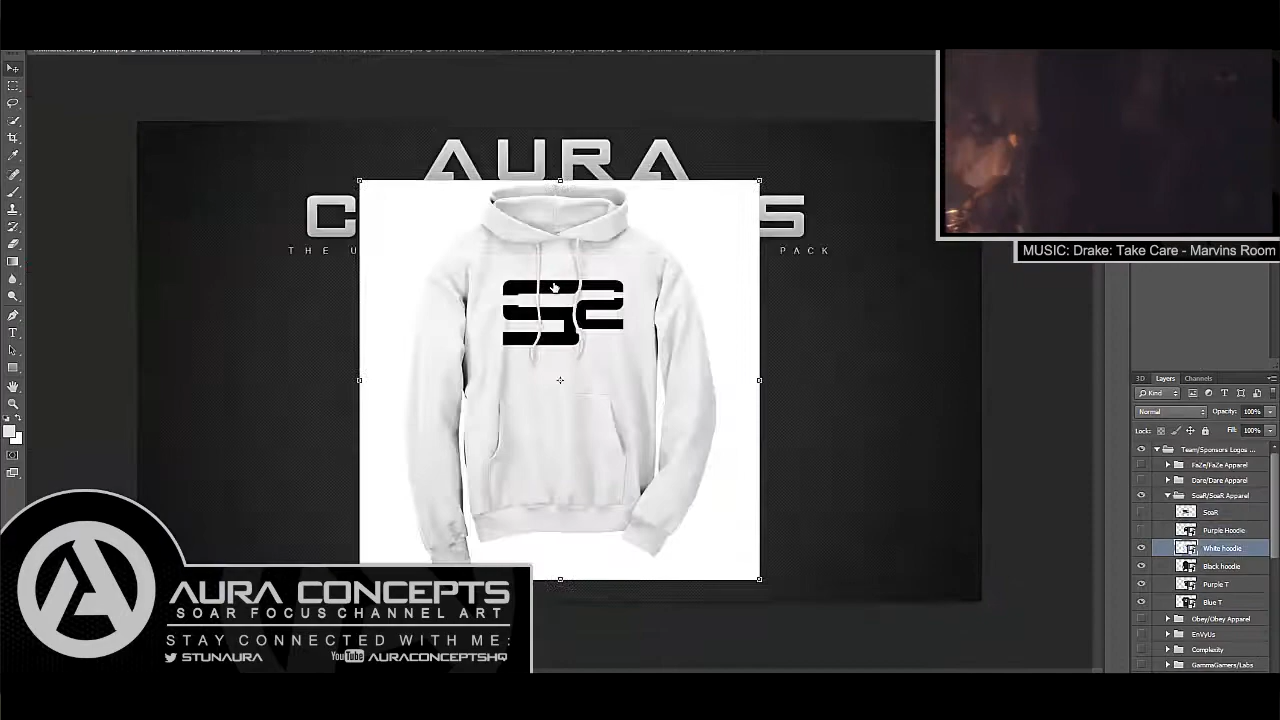 AURA
C S
THE U PACK
MUSIC: Drake: Take Care - Marvins Room
3D Layers Channels
Kind
Normal Opacity: 100%
Lock: Fill: 100%
Team/Sponsors Logos ...
FaZe/FaZe Apparel
Dare/Dare Apparel
SoaR/SoaR Apparel
SoaR
Purple Hoodie
White hoodie
Black hoodie
Purple T
Blue T
Obey/Obey Apparel
EnVyUs
Complexity
GammaGamers/Labs
AURA CONCEPTS
SOAR FOCUS CHANNEL ART
STAY CONNECTED WITH ME:
STUNAURA YouTube AURACONCEPTSHQ